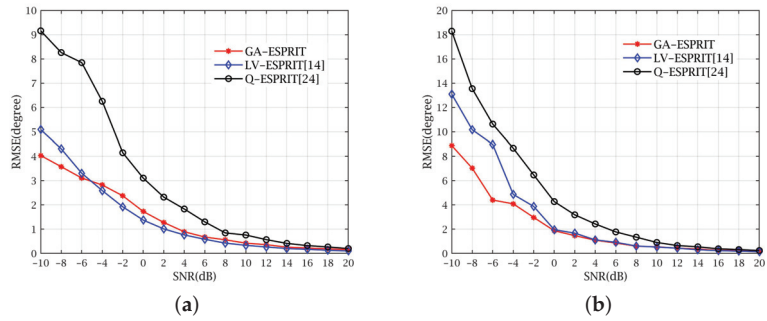 10
9
8
7
6
5
4
3
2
1
0
RMSE(degree)
GA-ESPRIT
LV-ESPRIT[14]
Q-ESPRIT[24]
-10 -8 -6 -4 -2 0 2 4 6 8 10 12 14 16 18 20
SNR(dB)
(a)
20
18
16
14
12
10
8
6
4
2
0
RMSE(degree)
GA-ESPRIT
LV-ESPRIT[14]
Q-ESPRIT[24]
-10 -8 -6 -4 -2 0 2 4 6 8 10 12 14 16 18 20
SNR(dB)
(b)